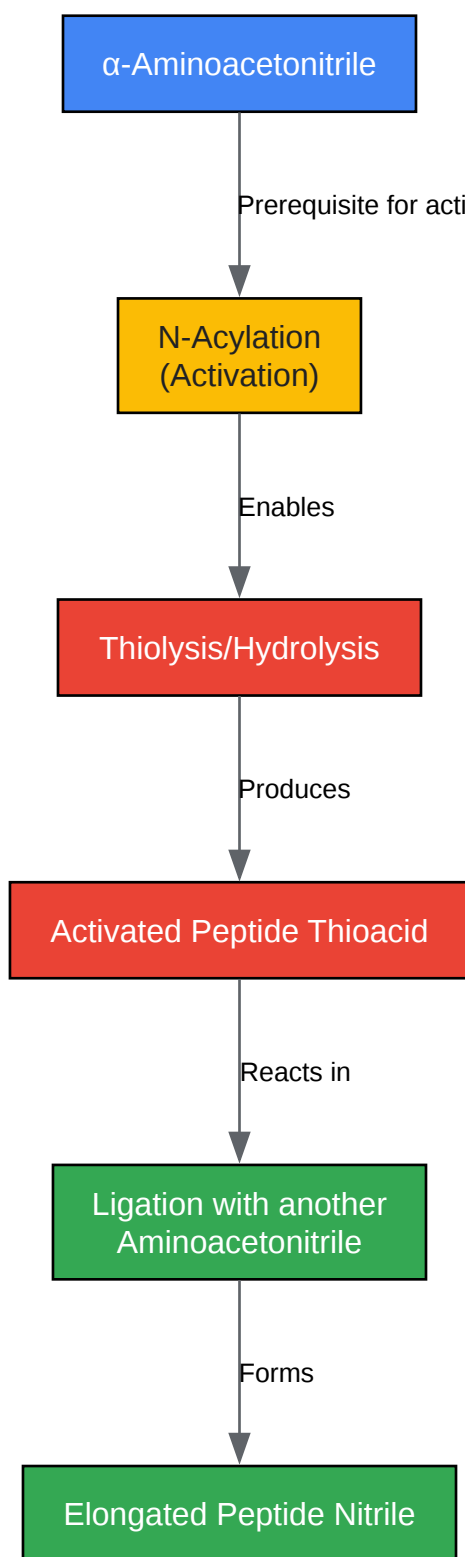 α-Aminoacetonitrile
Prerequisite for acti
N-Acylation
(Activation)
Enables
Thiolysis/Hydrolysis
Produces
Activated Peptide Thioacid
Reacts in
Ligation with another
Aminoacetonitrile
Forms
Elongated Peptide Nitrile